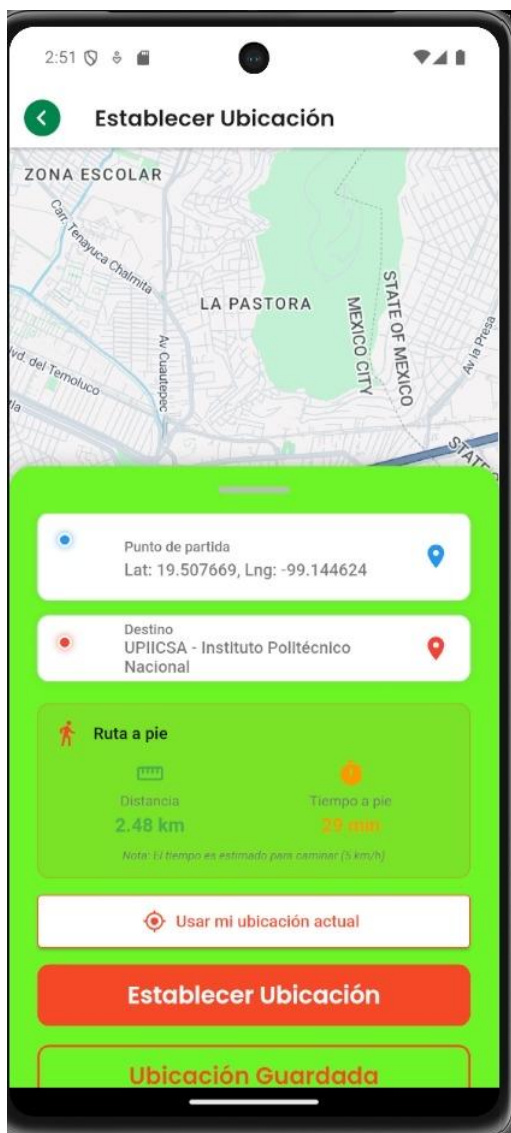 2:51
Establecer Ubicación
ZONA ESCOLAR
Carr. Tenayuca Chalmita
LA PASTORA
STATE OF MEXICO
MEXICO CITY
Av la Presa
Av Cuautepec
vd. del Temoluco
la
STATE O
Punto de partida
Lat: 19.507669, Lng: -99.144624
Destino
UPIICSA - Instituto Politécnico
Nacional
Ruta a pie
Distancia
Tiempo a pie
2.48 km
29 min
Nota: El tiempo es estimado para caminar (5 km/h)
Usar mi ubicación actual
Establecer Ubicación
Ubicación Guardada